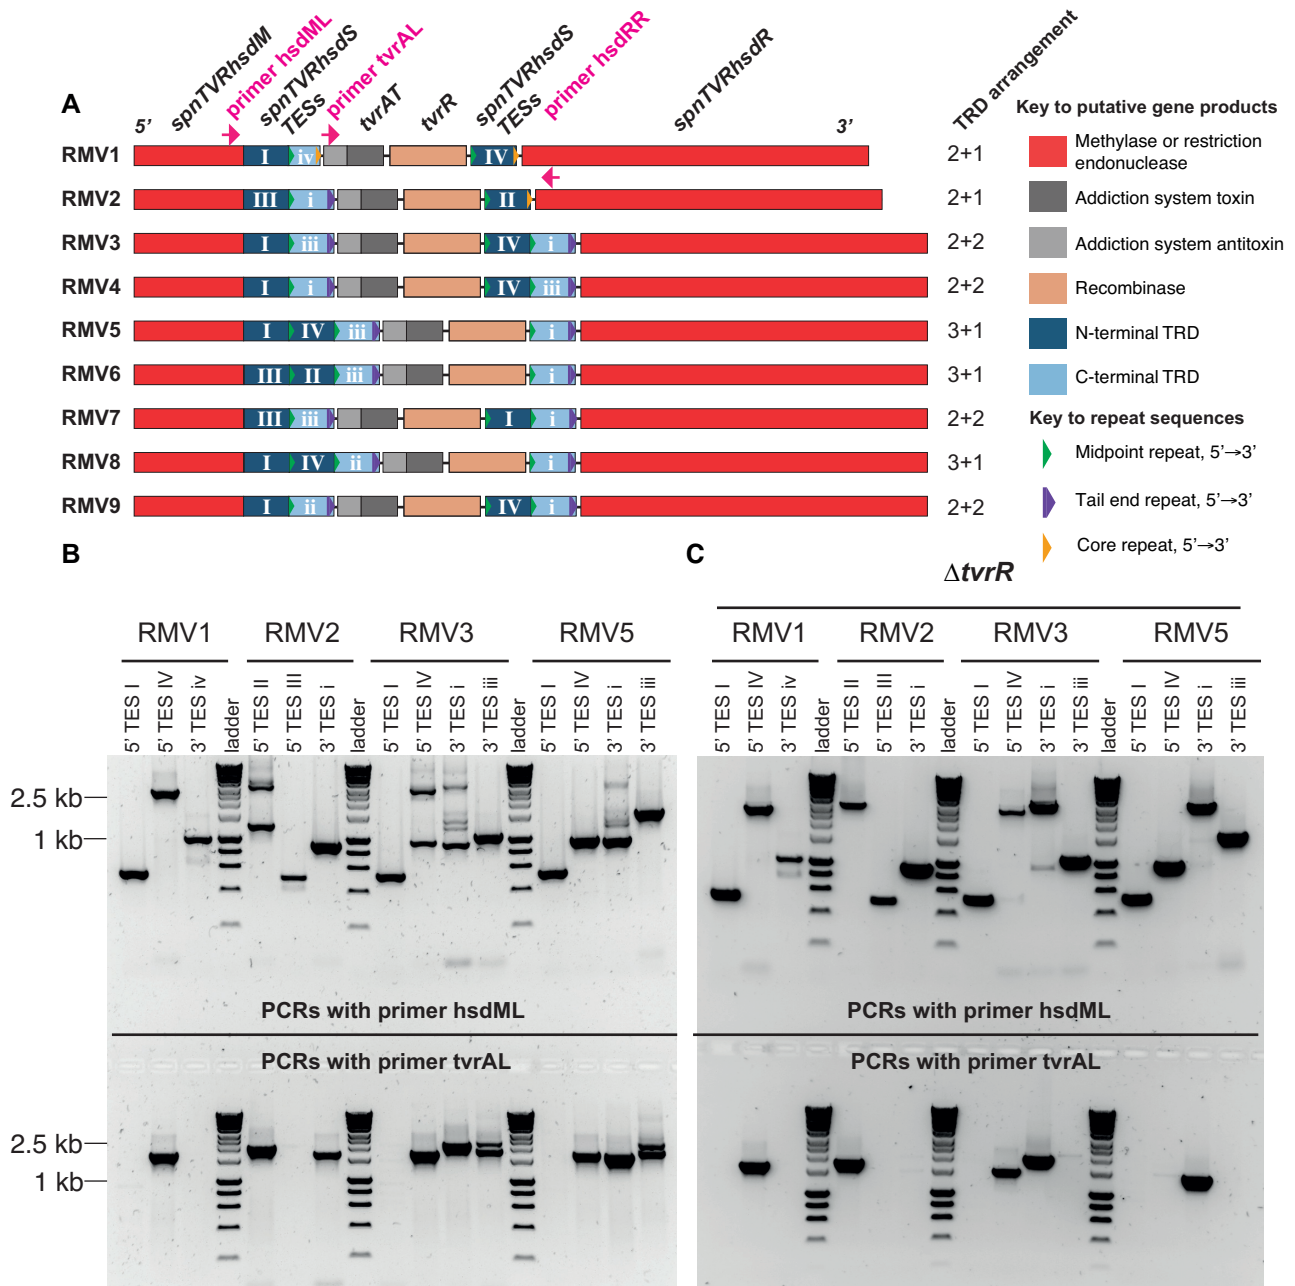 A
5’
spnTVRhsdM
primer hsdML
spnTVRhsdS
TESs
primer tvrAL
tvrAT
tvrR
spnTVRhsdS
TESs
primer hsdRR
spnTVRhsdR
3’
TRD arrangement
RMV1 I iv IV 2+1
RMV2 III i II 2+1
RMV3 I iii IV i 2+2
RMV4 I i IV iii 2+2
RMV5 I IV iii i 3+1
RMV6 III II iii i 3+1
RMV7 III iii I i 2+2
RMV8 I IV ii i 3+1
RMV9 I ii IV i 2+2
Key to putative gene products
Methylase or restriction
endonuclease
Addiction system toxin
Addiction system antitoxin
Recombinase
N-terminal TRD
C-terminal TRD
Key to repeat sequences
Midpoint repeat, 5’→3’
Tail end repeat, 5’→3’
Core repeat, 5’→3’
B
RMV1 RMV2 RMV3 RMV5
5’ TES I
5’ TES IV
3’ TES iv
ladder
5’ TES II
5’ TES III
3’ TES i
ladder
5’ TES I
5’ TES IV
3’ TES i
3’ TES iii
ladder
5’ TES I
5’ TES IV
3’ TES i
3’ TES iii
2.5 kb
1 kb
PCRs with primer hsdML
PCRs with primer tvrAL
2.5 kb
1 kb
C
ΔtvrR
RMV1 RMV2 RMV3 RMV5
5’ TES I
5’ TES IV
3’ TES iv
ladder
5’ TES II
5’ TES III
3’ TES i
ladder
5’ TES I
5’ TES IV
3’ TES i
3’ TES iii
ladder
5’ TES I
5’ TES IV
3’ TES i
3’ TES iii
PCRs with primer hsdML
PCRs with primer tvrAL